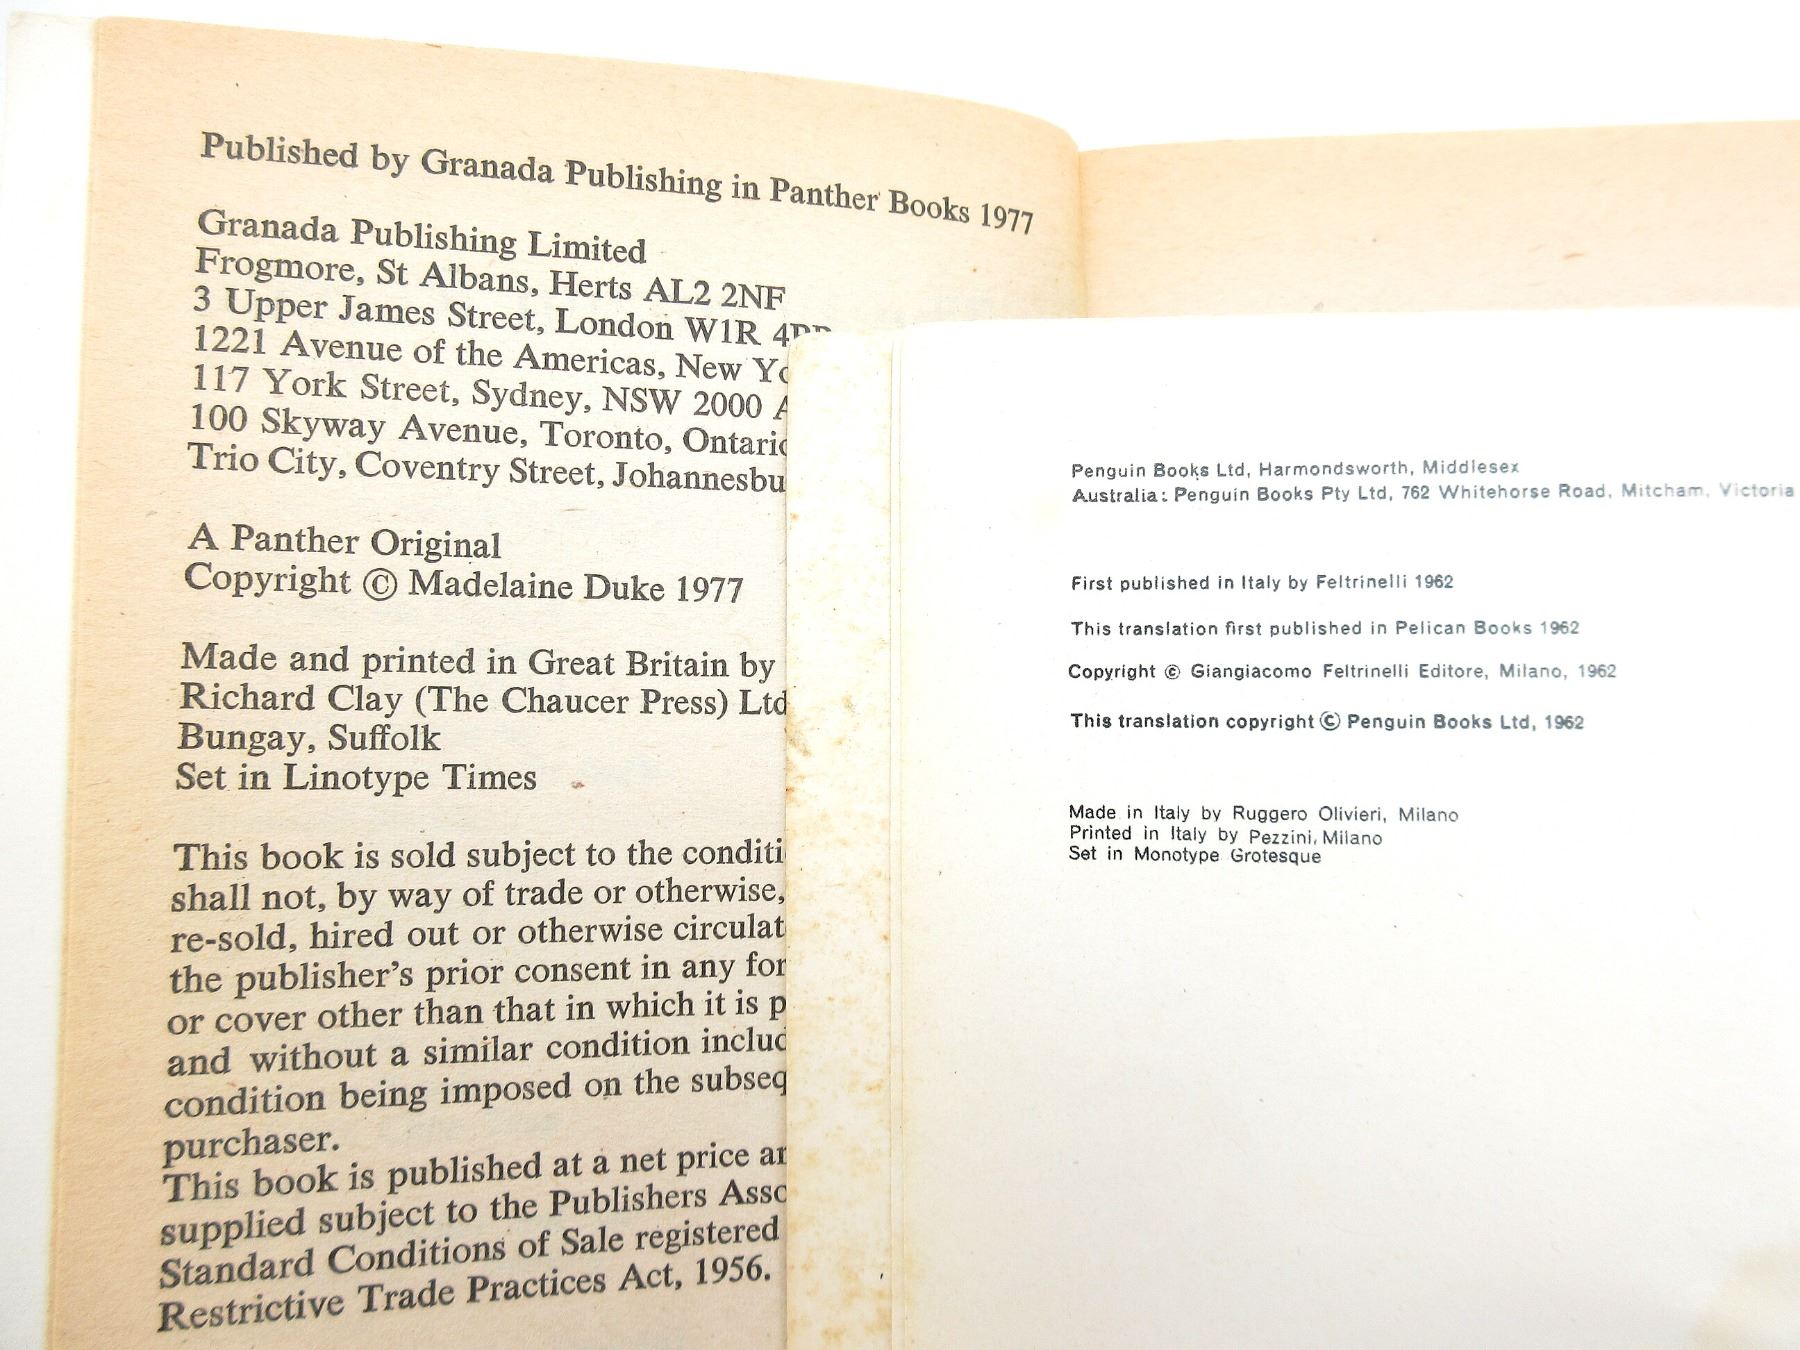 Published by Granada Publishing in Panther Books 1977
Granada Publishing Limited
Frogmore, St Albans, Herts AL2 2NF
3 Upper James Street, London W1R
1221 Avenue of the Americas, New
117 York Street, Sydney, NSW 2000
100 Skyway Avenue, Toronto,
Trio City, Coventry Street,
A Panther Original
Copyright © Madelaine Duke 1977
Made and printed in Great Britain by
Richard Clay (The Chaucer Press) Ltd
Bungay, Suffolk
Set in Linotype Times
This book is sold subject to the
shall not, by way of trade or otherwise,
re-sold, hired out or otherwise
the publisher's prior consent in any
or cover other than that in which it is
and without a similar condition
condition being imposed on the
purchaser.
This book is published at a net price
supplied subject to the Publishers
Standard Conditions of Sale registered
Restrictive Trade Practices Act, 1956.
Penguin Books Ltd, Harmondsworth, Middlesex
Australia: Penguin Books Pty Ltd, 762 Whitehorse Road, Mitcham, Victoria
First published in Italy by Feltrinelli 1962
This translation first published in Pelican Books 1962
Copyright © Giangiacomo Feltrinelli Editore, Milano, 1962
This translation copyright © Penguin Books Ltd, 1962
Made in Italy by Ruggero Olivieri, Milano
Printed in Italy by Pezzini, Milano
Set in Monotype Grotesque